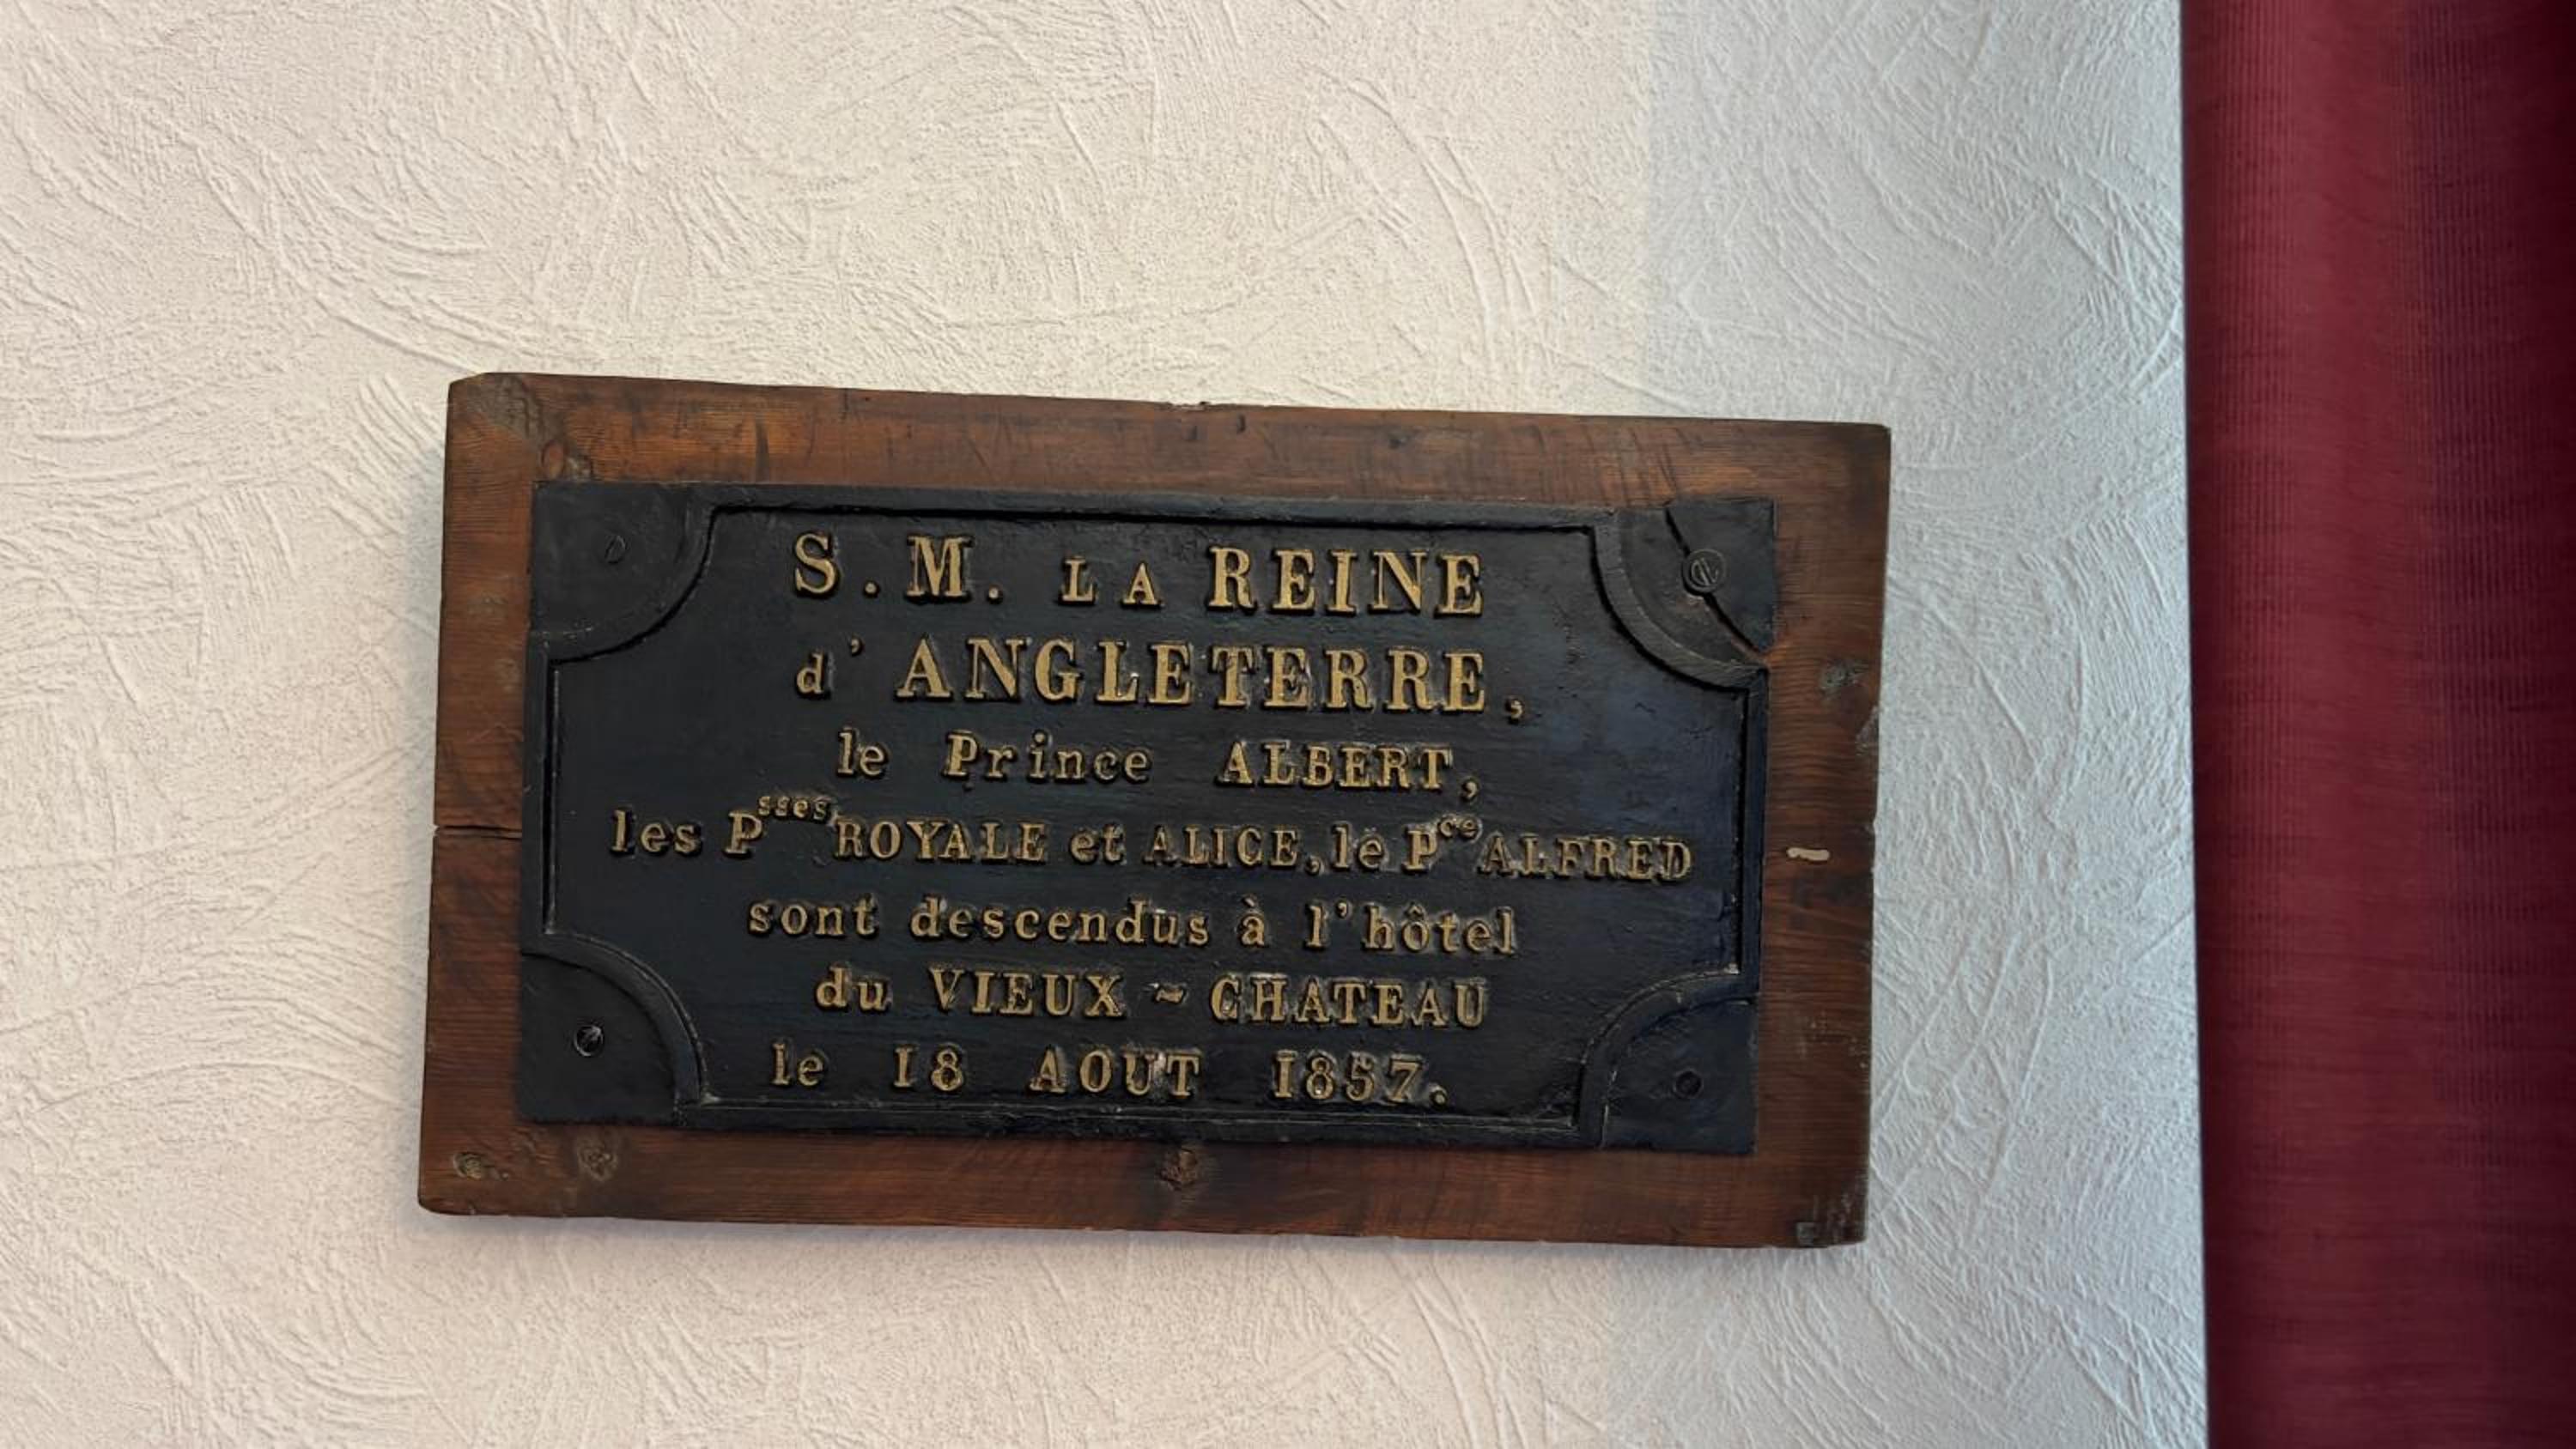 S. M. LA REINE
d'ANGLETERRE,
le Prince ALBERT,
les Psses ROYALE et ALICE, le Pce ALFRED
sont descendus à l'hôtel
du VIEUX-CHATEAU
le 18 AOUT 1857.